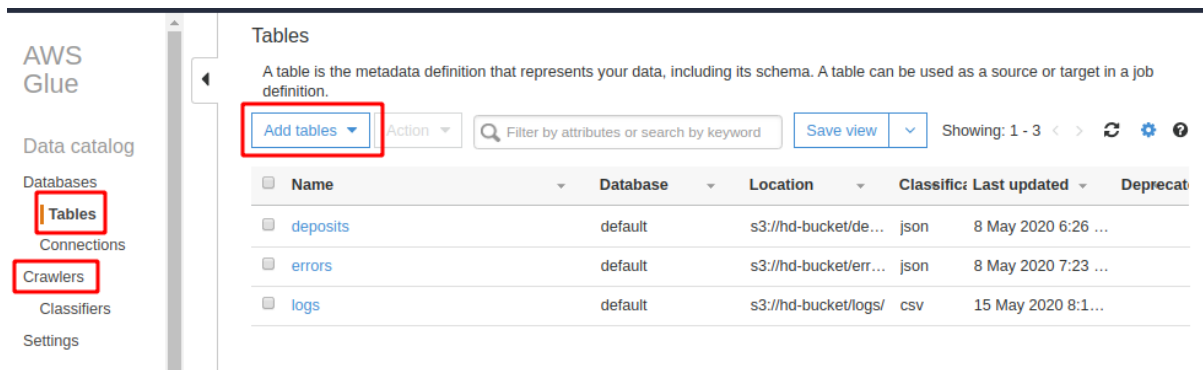 AWS
Glue
Data catalog
Databases
Tables
Connections
Crawlers
Classifiers
Settings
Tables
A table is the metadata definition that represents your data, including its schema. A table can be used as a source or target in a job
definition.
Add tables Action Filter by attributes or search by keyword Save view Showing: 1 - 3
Name Database Location Classifica Last updated Deprecat
deposits default s3://hd-bucket/de... json 8 May 2020 6:26 ...
errors default s3://hd-bucket/err... json 8 May 2020 7:23 ...
logs default s3://hd-bucket/logs/ csv 15 May 2020 8:1...